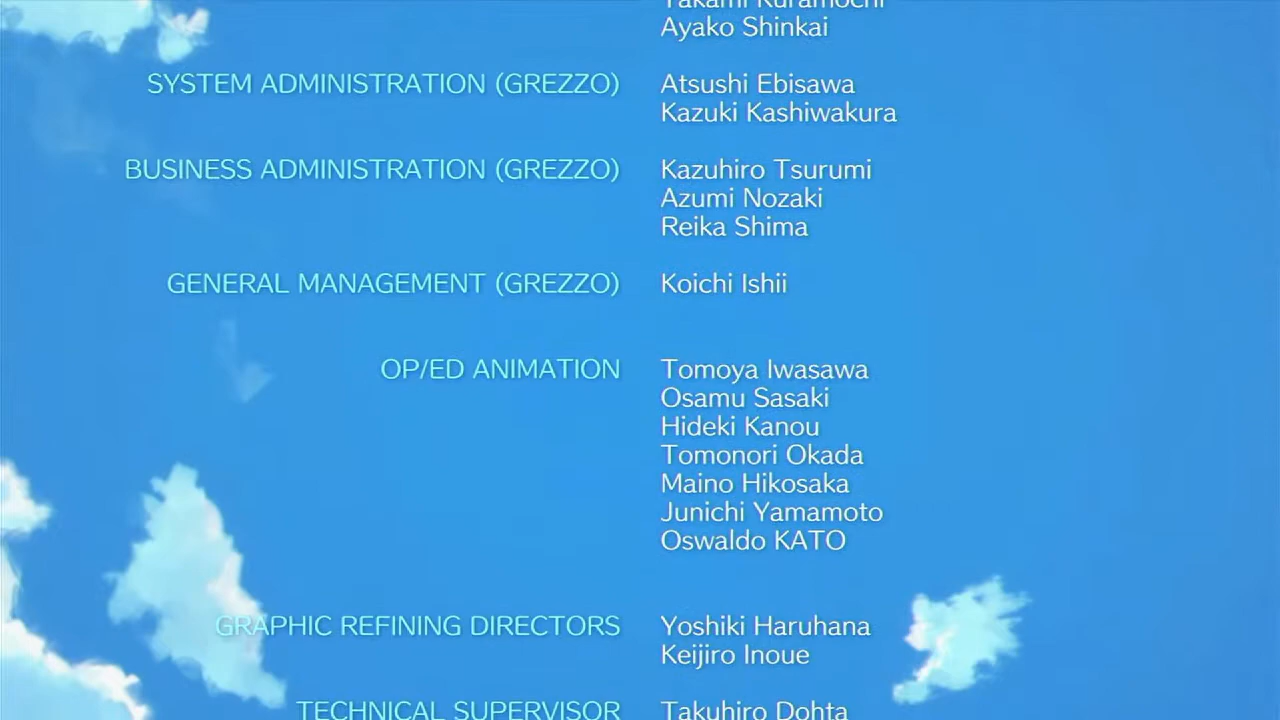 Takami Kuramochi
Ayako Shinkai
SYSTEM ADMINISTRATION (GREZZO) Atsushi Ebisawa
Kazuki Kashiwakura
BUSINESS ADMINISTRATION (GREZZO) Kazuhiro Tsurumi
Azumi Nozaki
Reika Shima
GENERAL MANAGEMENT (GREZZO) Koichi Ishii
OP/ED ANIMATION Tomoya Iwasawa
Osamu Sasaki
Hideki Kanou
Tomonori Okada
Maino Hikosaka
Junichi Yamamoto
Oswaldo KATO
GRAPHIC REFINING DIRECTORS Yoshiki Haruhana
Keijiro Inoue
TECHNICAL SUPERVISOR Takuhiro Dohta